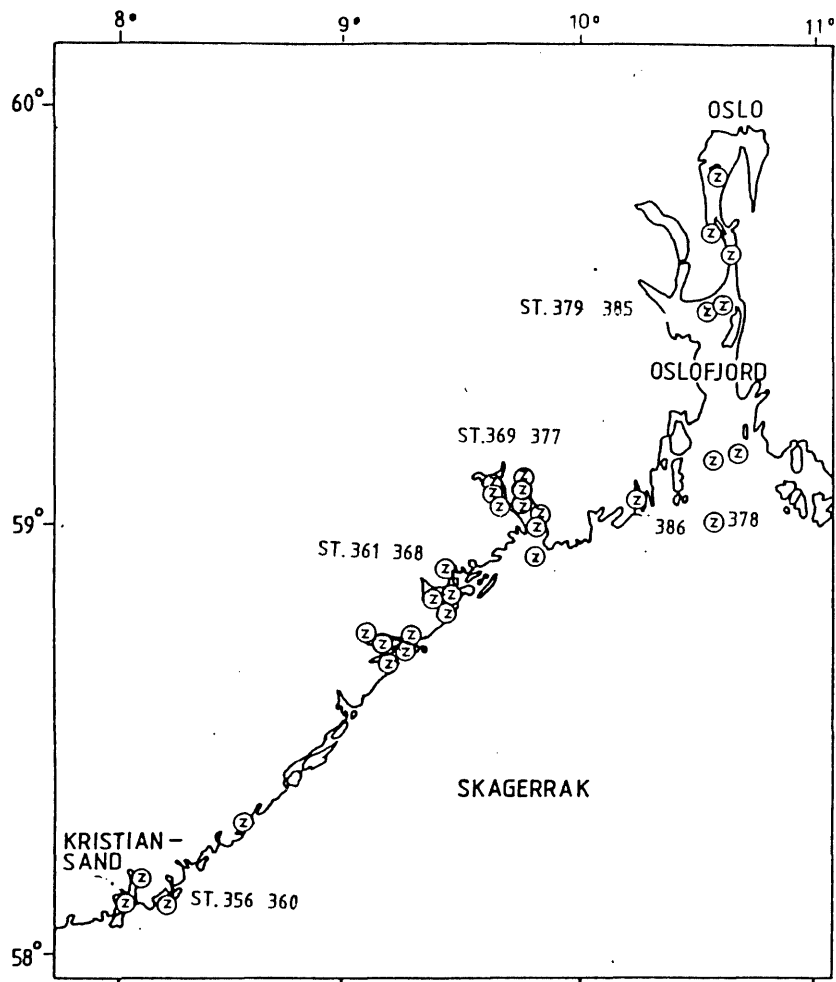 8°
9°
10°
11°
60°
OSLO
Z
Z
Z
ST. 379 385
Z Z
OSLOFJORD
ST. 369 377
Z Z
Z Z
Z Z
Z
Z
Z
Z
Z
Z
59°
386 Z 378
ST. 361 368
Z
Z
Z Z
Z
Z
Z
Z
Z
Z
Z
SKAGERRAK
Z
KRISTIAN-
SAND
Z
Z Z
ST. 356 360
58°